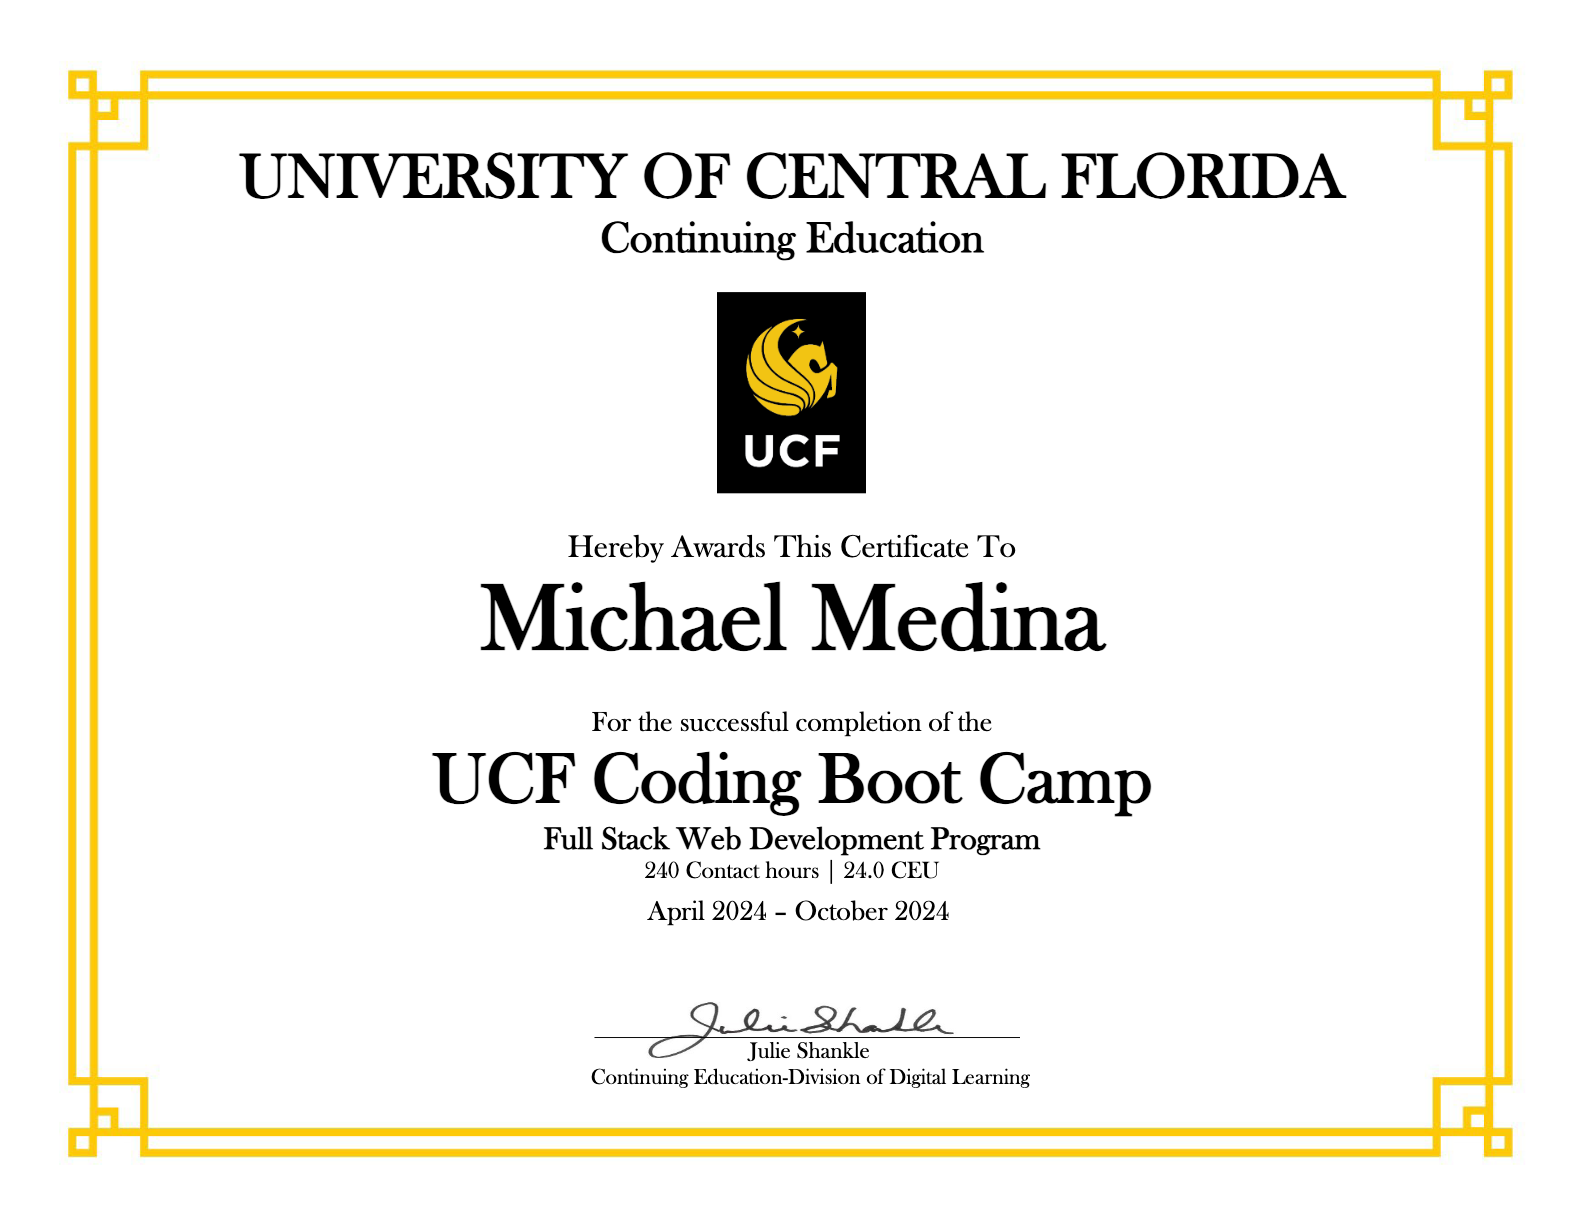 UNIVERSITY OF CENTRAL FLORIDA
Continuing Education
UCF
Hereby Awards This Certificate To
Michael Medina
For the successful completion of the
UCF Coding Boot Camp
Full Stack Web Development Program
240 Contact hours | 24.0 CEU
April 2024 – October 2024
Julie Shankle
Julie Shankle
Continuing Education-Division of Digital Learning